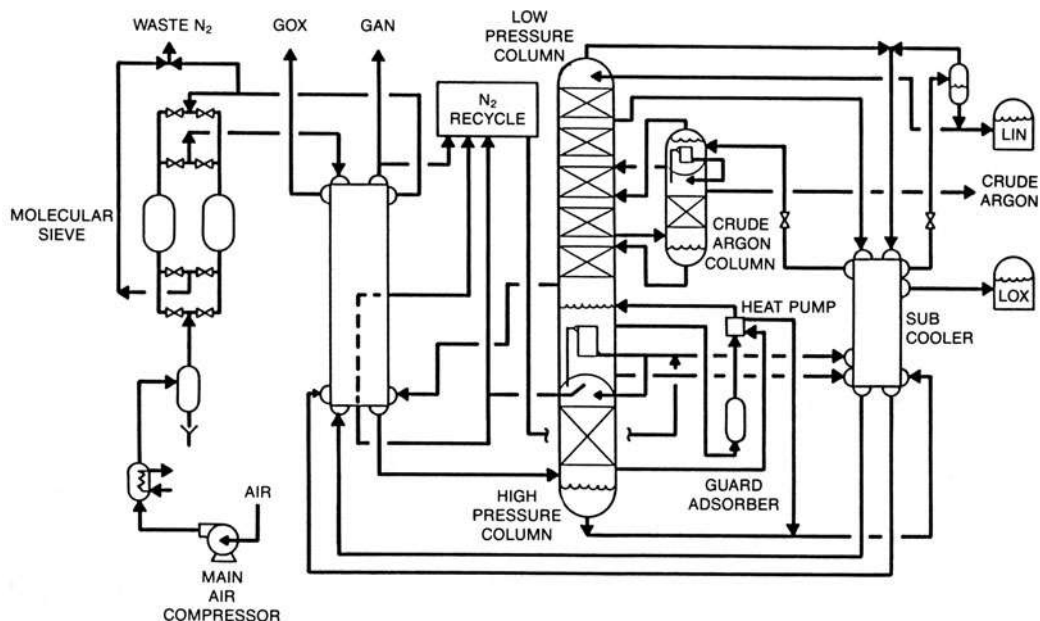 WASTE N₂
GOX
GAN
LOW
PRESSURE
COLUMN
N₂
RECYCLE
LIN
CRUDE
ARGON
MOLECULAR
SIEVE
CRUDE
ARGON
COLUMN
LOX
HEAT PUMP
SUB
COOLER
AIR
GUARD
ADSORBER
HIGH
PRESSURE
COLUMN
MAIN
AIR
COMPRESSOR